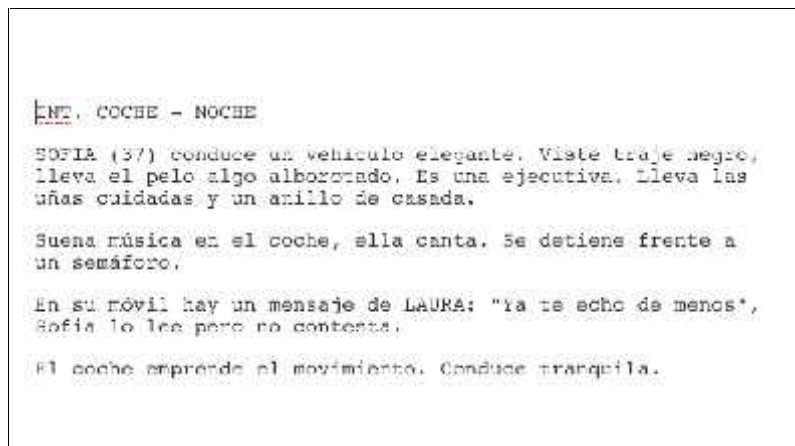 INT. COCHE - NOCHE
SOFIA (37) conduce un vehículo elegante. Viste traje negro,
lleva el pelo algo alborotado. Es una ejecutiva. Lleva las
uñas cuidadas y un anillo de casada.
Suena música en el coche, ella canta. Se detiene frente a
un semáforo.
En su móvil hay un mensaje de LAURA: "Ya te echo de menos",
Sofía lo lee pero no contesta.
El coche emprende el movimiento. Conduce tranquila.